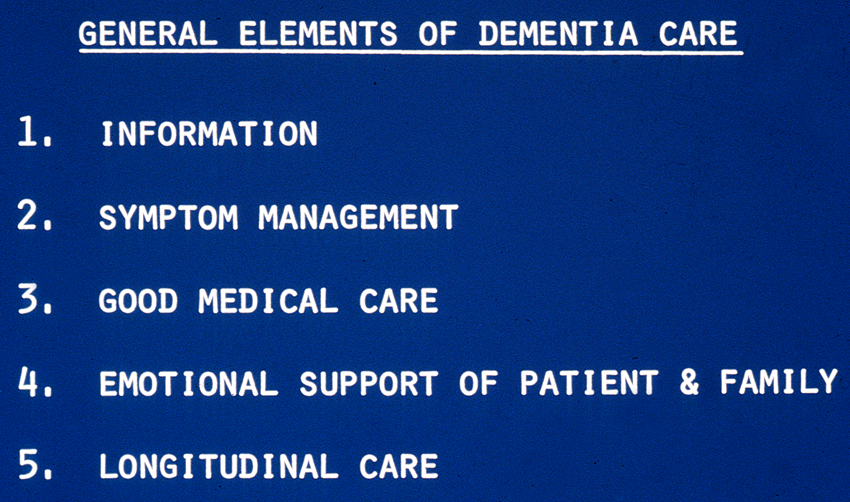 GENERAL ELEMENTS OF DEMENTIA CARE
1. INFORMATION
2. SYMPTOM MANAGEMENT
3. GOOD MEDICAL CARE
4. EMOTIONAL SUPPORT OF PATIENT & FAMILY
5. LONGITUDINAL CARE